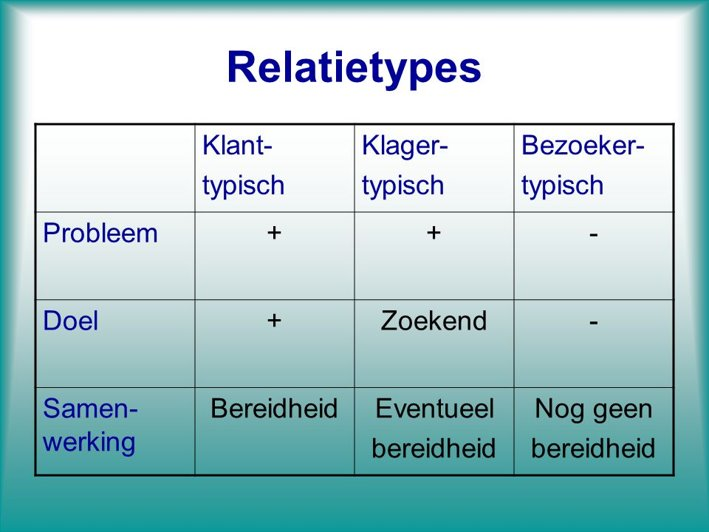 Relatietypes
Klant-
typisch
Klager-
typisch
Bezoeker-
typisch
Probleem
+
+
-
Doel
+
Zoekend
-
Samen-
werking
Bereidheid
Eventueel
bereidheid
Nog geen
bereidheid